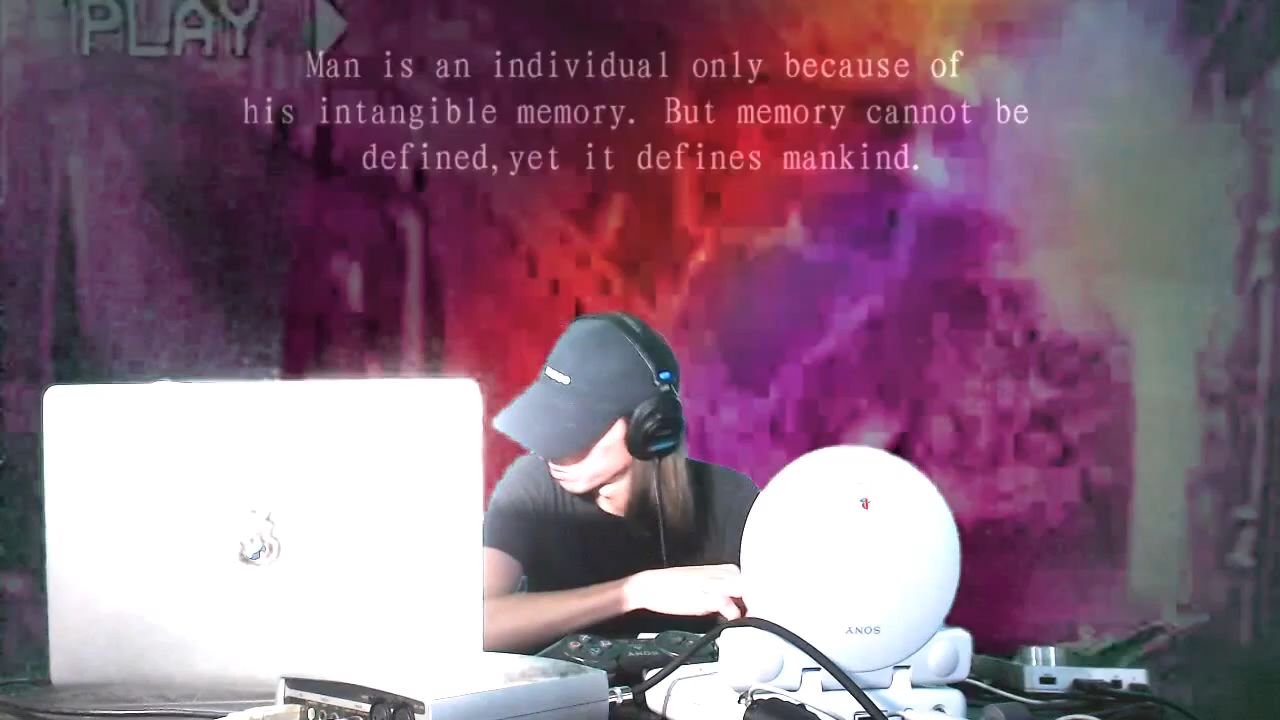 PLAY
Man is an individual only because of
his intangible memory. But memory cannot be
defined,yet it defines mankind.
SONY
SONY